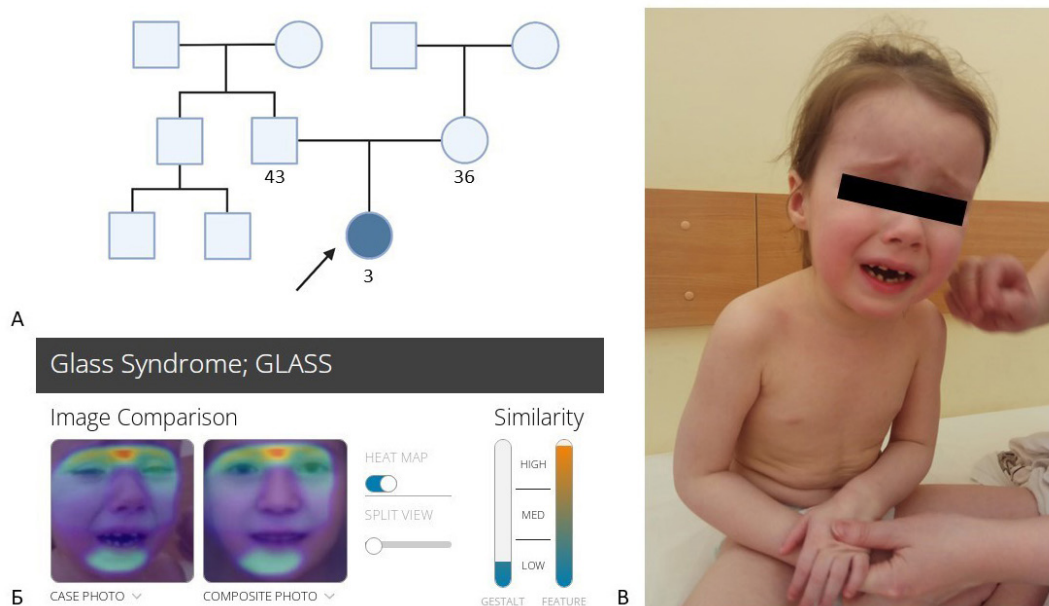 43
36
3
А
Glass Syndrome; GLASS
Image Comparison
Similarity
HEAT MAP
SPLIT VIEW
HIGH
MED
LOW
CASE PHOTO
COMPOSITE PHOTO
GESTALT
FEATURE
Б
В